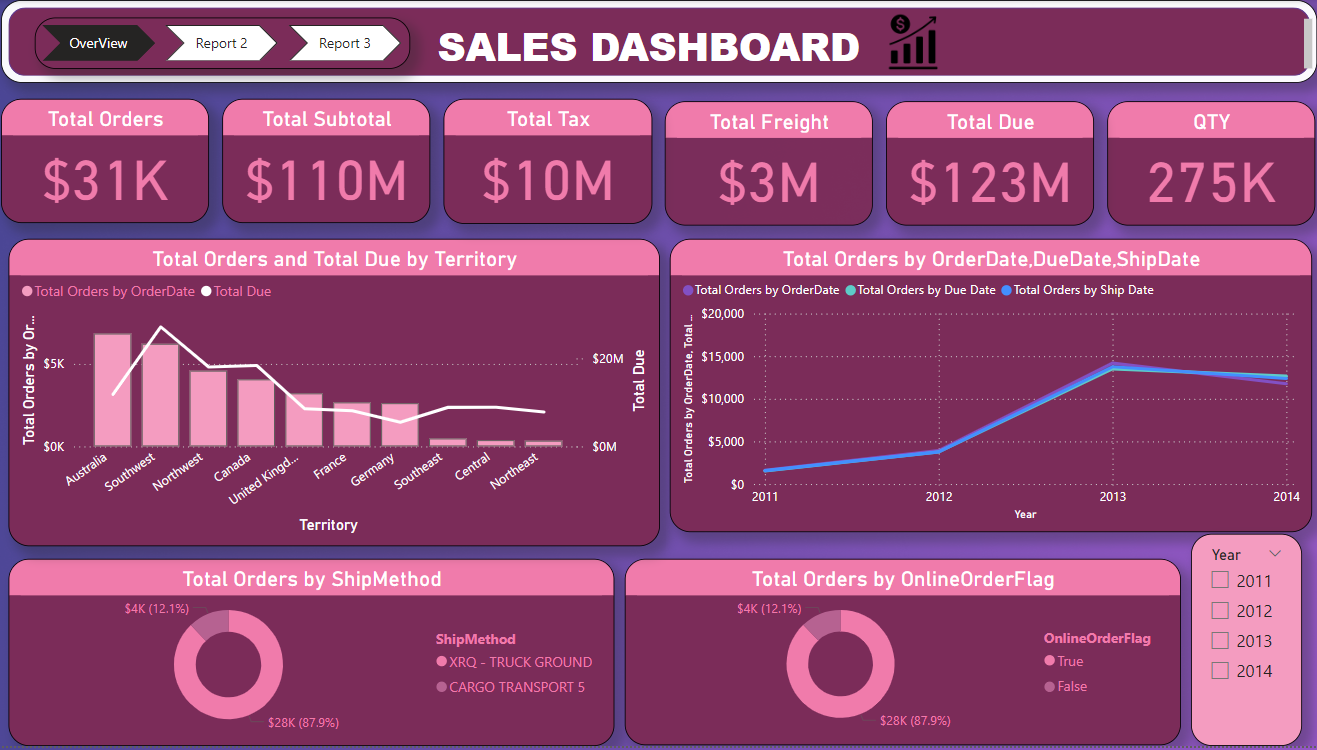 OverView
Report 2
Report 3
SALES DASHBOARD
$
Total Orders
$31K
Total Subtotal
$110M
Total Tax
$10M
Total Freight
$3M
Total Due
$123M
QTY
275K
Total Orders and Total Due by Territory
Total Orders by OrderDate
Total Due
Total Orders by Or...
$5K
$0K
$20M
$0M
Total Due
Australia
Southwest
Northwest
Canada
United Kingd...
France
Germany
Southeast
Central
Northeast
Territory
Total Orders by OrderDate,DueDate,ShipDate
Total Orders by OrderDate
Total Orders by Due Date
Total Orders by Ship Date
Total Orders by OrderDate, Total ...
$20,000
$15,000
$10,000
$5,000
$0
2011
2012
2013
2014
Year
Total Orders by ShipMethod
$4K (12.1%)
$28K (87.9%)
ShipMethod
XRQ - TRUCK GROUND
CARGO TRANSPORT 5
Total Orders by OnlineOrderFlag
$4K (12.1%)
$28K (87.9%)
OnlineOrderFlag
True
False
Year
2011
2012
2013
2014